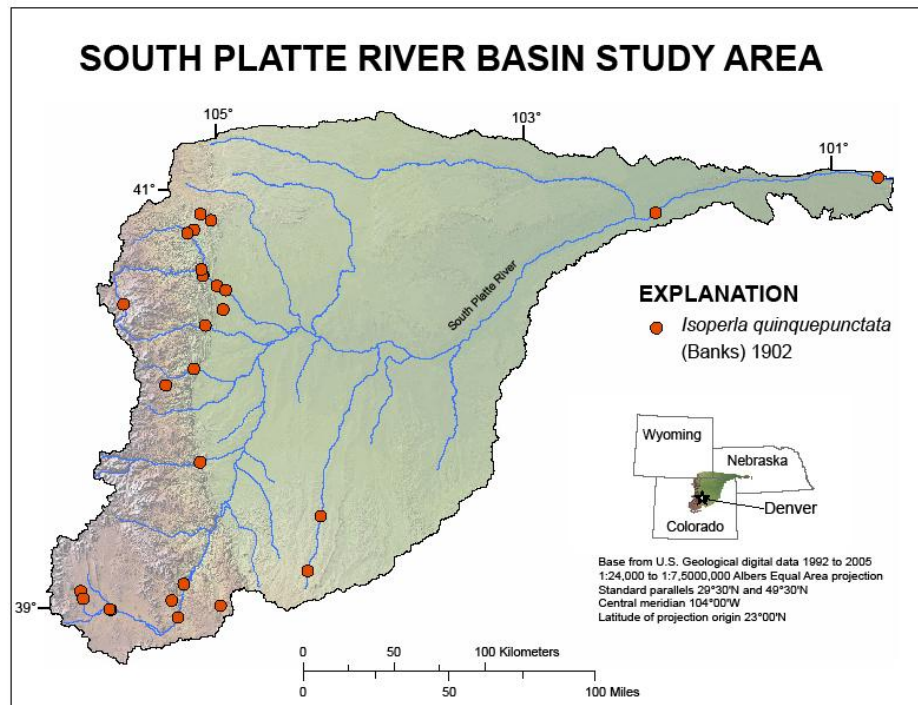 SOUTH PLATTE RIVER BASIN STUDY AREA
105°
103°
101°
41°
South Platte River
EXPLANATION
Isoperla quinquepunctata
(Banks) 1902
Wyoming
Nebraska
Denver
Colorado
Base from U.S. Geological digital data 1992 to 2005
1:24,000 to 1:7,5000,000 Albers Equal Area projection
Standard parallels 29°30'N and 49°30'N
Central meridian 104°00'W
Latitude of projection origin 23°00'N
39°
0 50 100 Kilometers
0 50 100 Miles